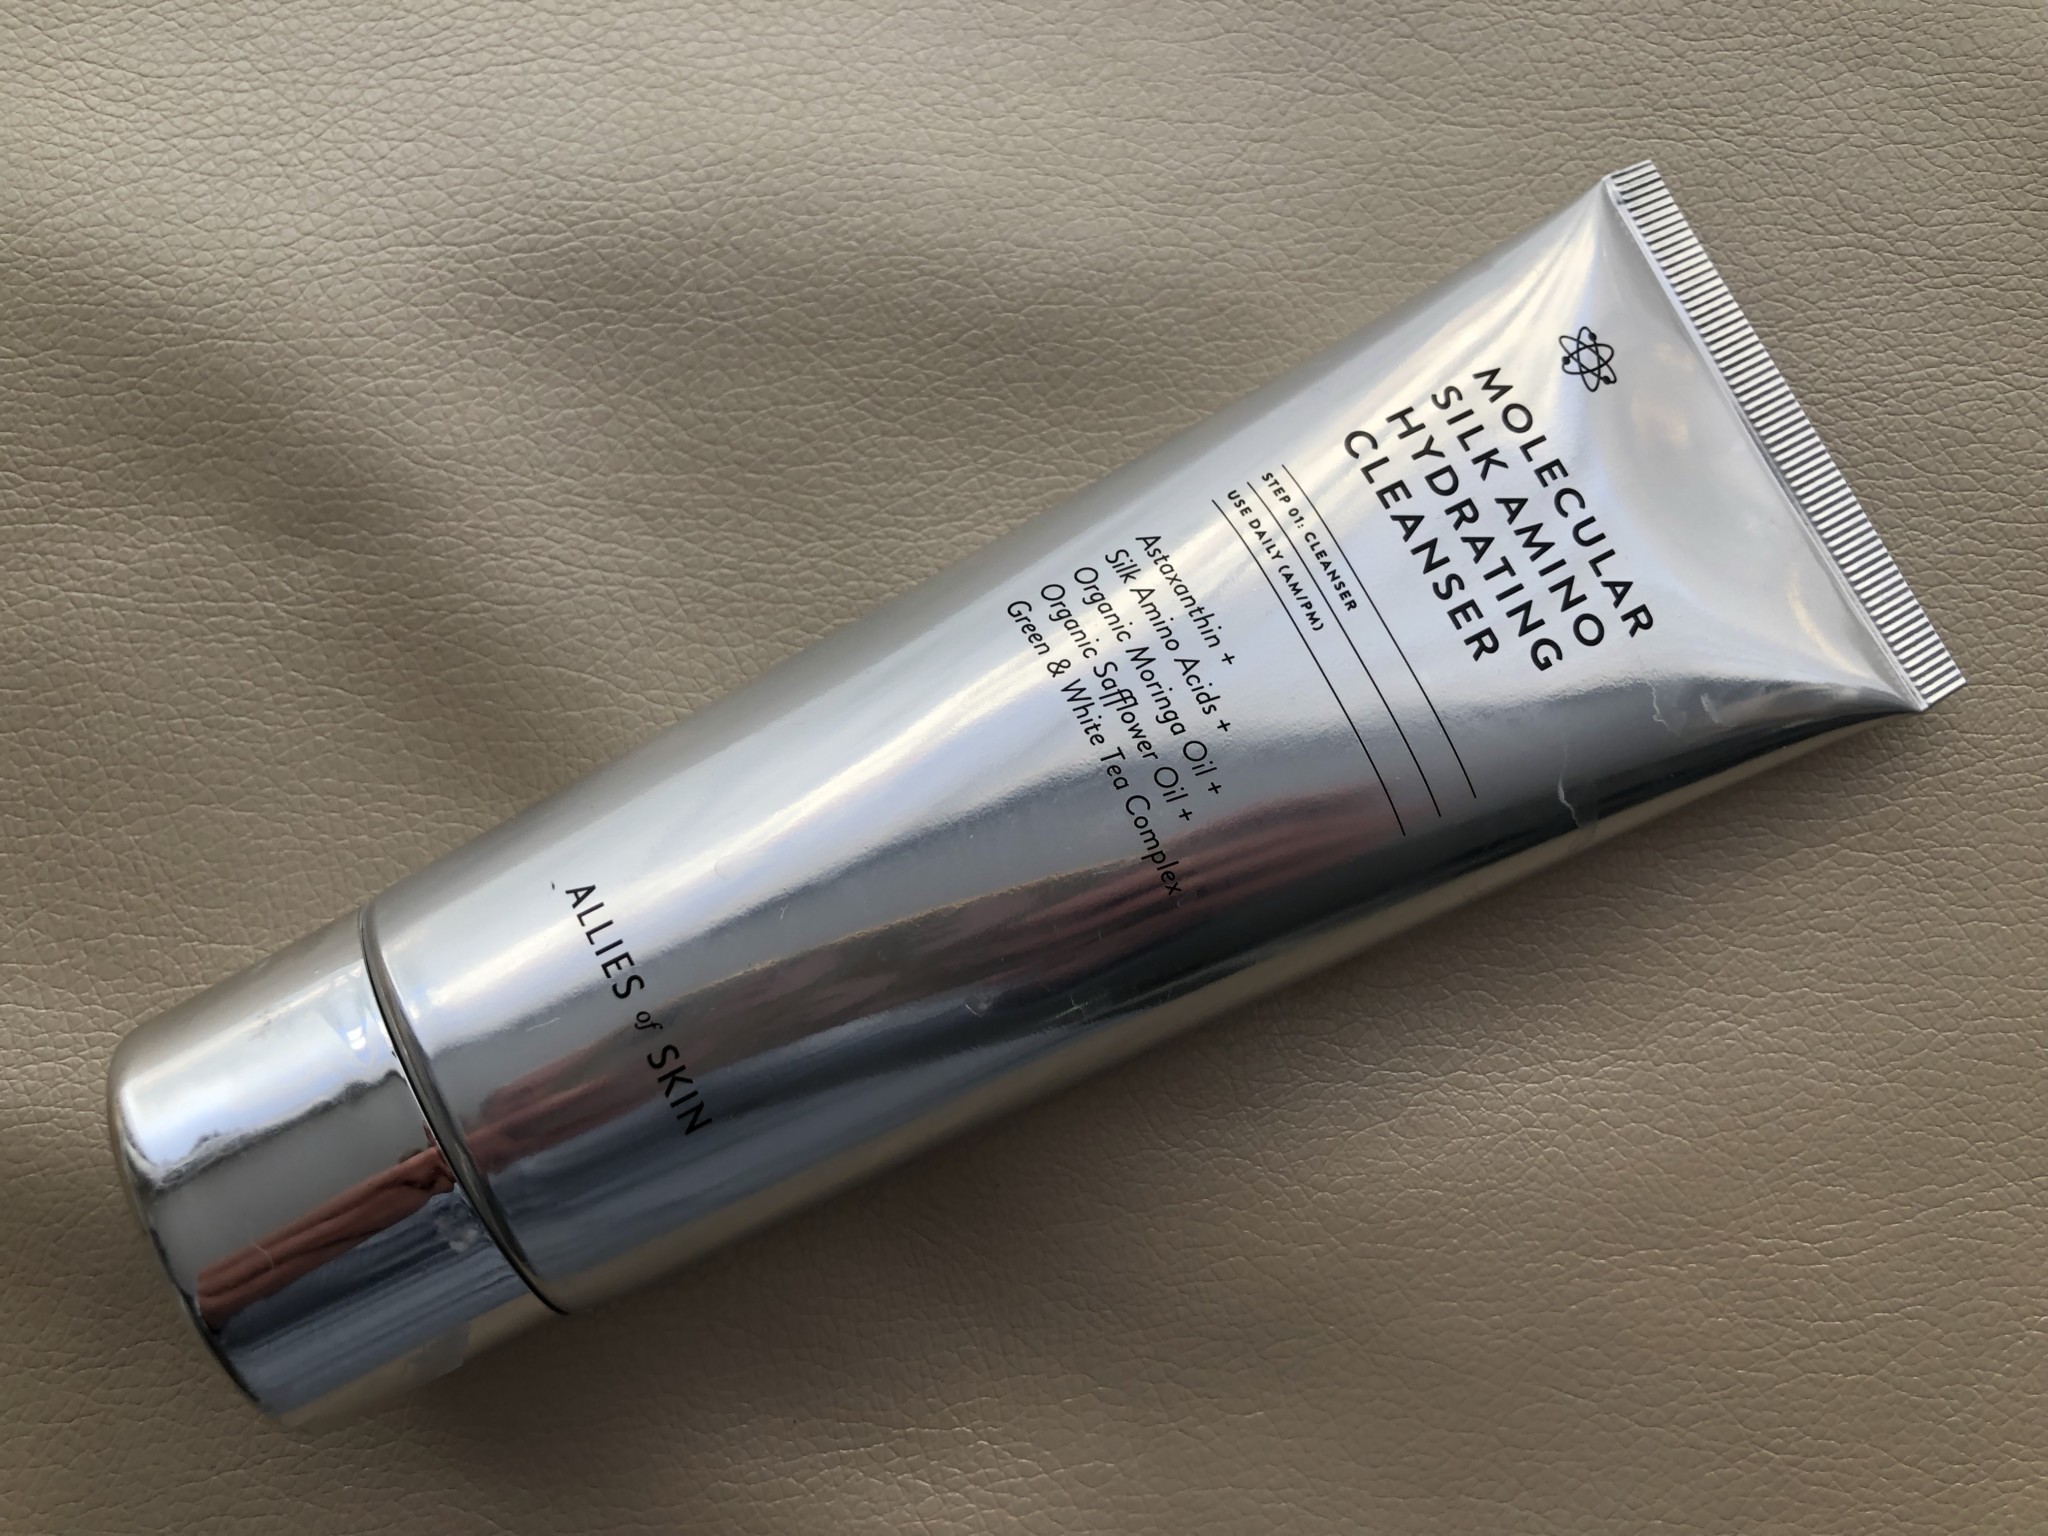 MOLECULAR
SILK AMINO
HYDRATING
CLEANSER
STEP 01: CLEANSER
USE DAILY (AM/PM)
Astaxanthin +
Silk Amino Acids +
Organic Moringa Oil +
Organic Safflower Oil +
Green & White Tea Complex
ALLIES of SKIN